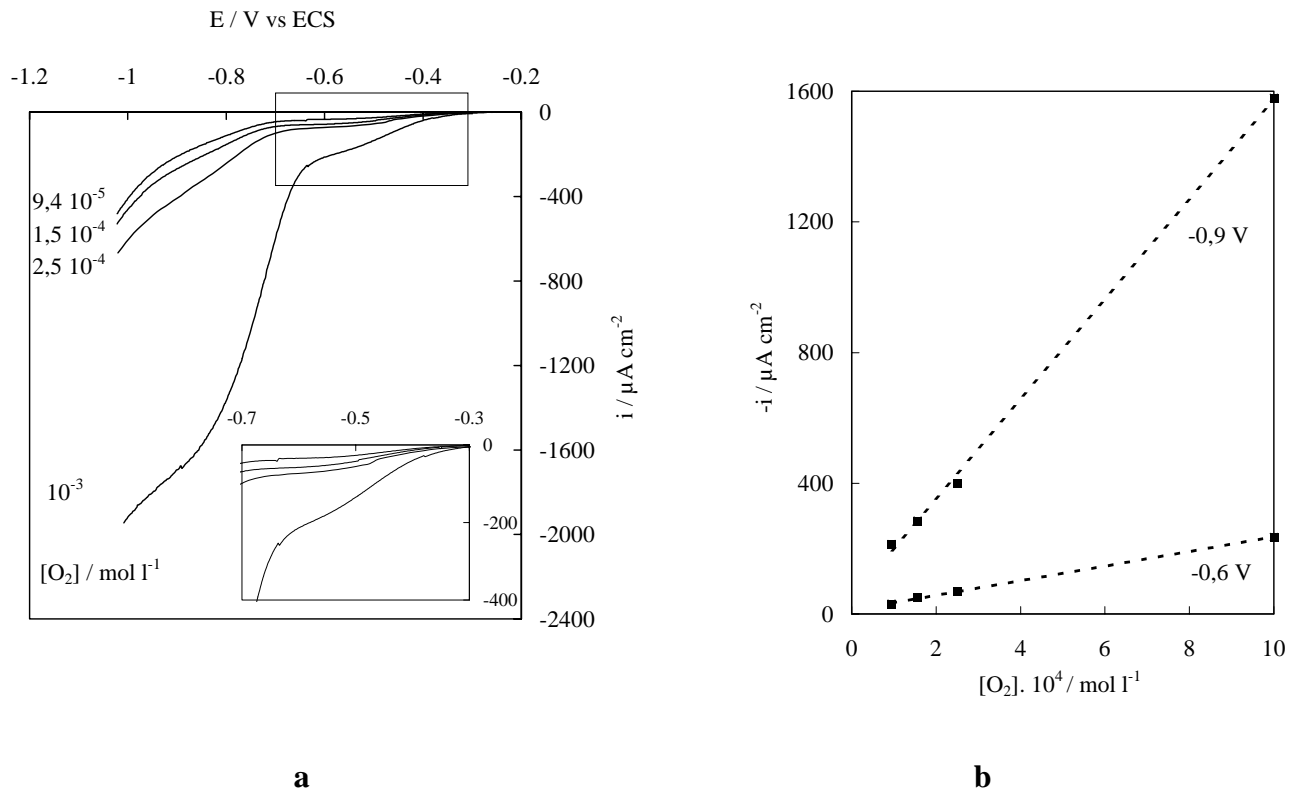 E / V vs ECS
-1.2 -1 -0.8 -0.6 -0.4 -0.2
0
-400
-800
-1200
-1600
-2000
-2400
i / µA cm-2
9,4 10-5
1,5 10-4
2,5 10-4
10-3
[O2] / mol l-1
-0.7 -0.5 -0.3
0
-200
-400
a
1600
1200
800
400
0
-i / µA cm-2
-0,9 V
-0,6 V
0 2 4 6 8 10
[O2]. 104 / mol l-1
b